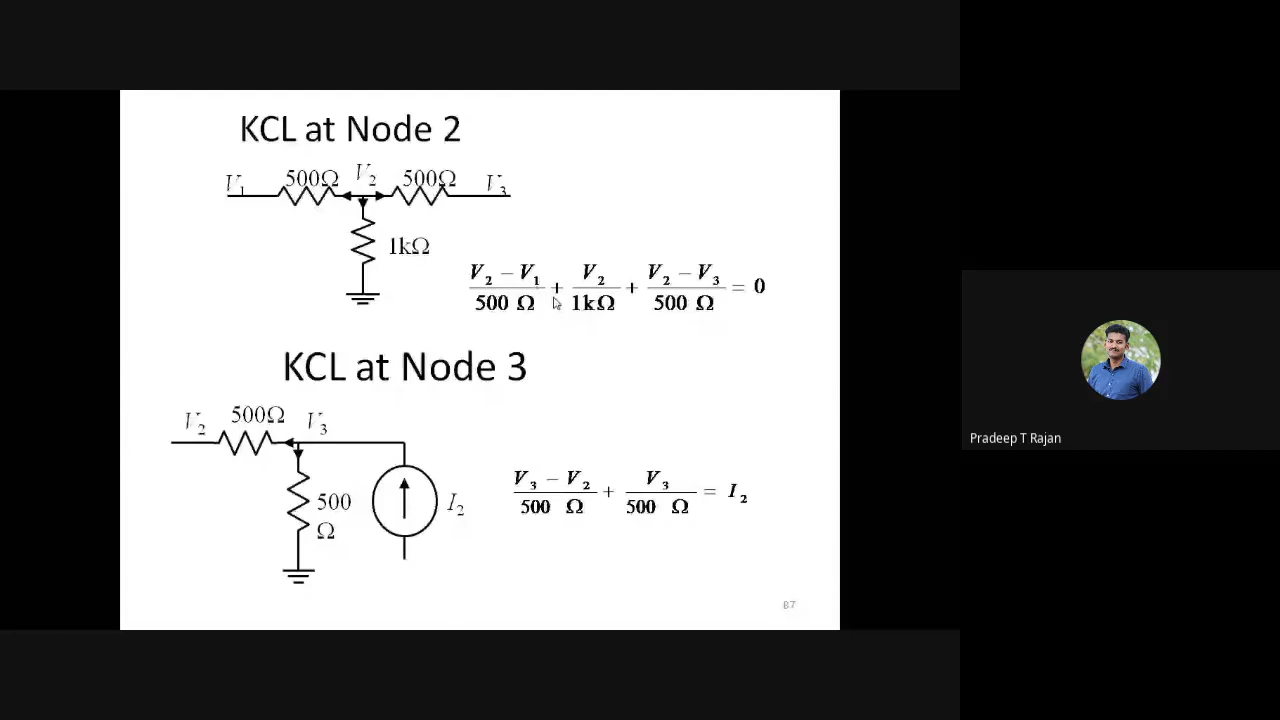 KCL at Node 2
V1 500Ω V2 500Ω V3
1kΩ
V2 − V1 / 500 Ω + V2 / 1kΩ + V2 − V3 / 500 Ω = 0
KCL at Node 3
V2 500Ω V3
500
Ω
I2
V3 − V2 / 500 Ω + V3 / 500 Ω = I2
Pradeep T Rajan
87